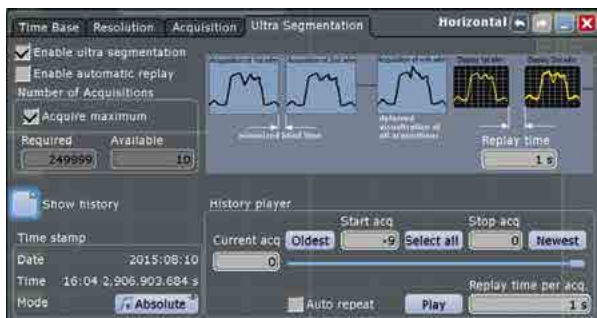 Time Base
Resolution
Acquisition
Ultra Segmentation
Horizontal
Enable ultra segmentation
Enable automatic replay
Number of Acquisitions
Acquire maximum
Required
Available
249999
10
minimized blind time
deferred
visualization of
all acquisitions
Replay time
1 s
Show history
History player
Start acq
Stop acq
Current acq
Oldest
-9
Select all
0
Newest
0
Time stamp
Date
2015:08:10
Time
16:04 2,906.903.684 s
Mode
Absolute
Auto repeat
Play
Replay time per acq
1 s